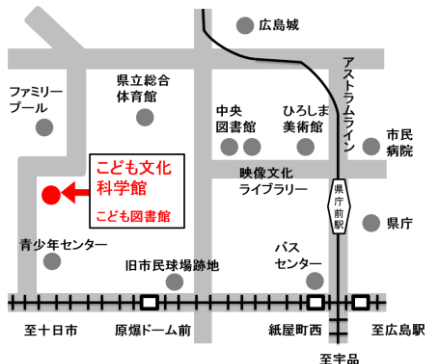 広島城
ファミリー
プール
県立総合
体育館
中央
図書館
ひろしま
美術館
アストラムライン
市民
病院
こども文化
科学館
こども図書館
映像文化
ライブラリー
県庁前駅
県庁
青少年センター
旧市民球場跡地
バス
センター
至十日市
原爆ドーム前
紙屋町西
至広島駅
至宇品